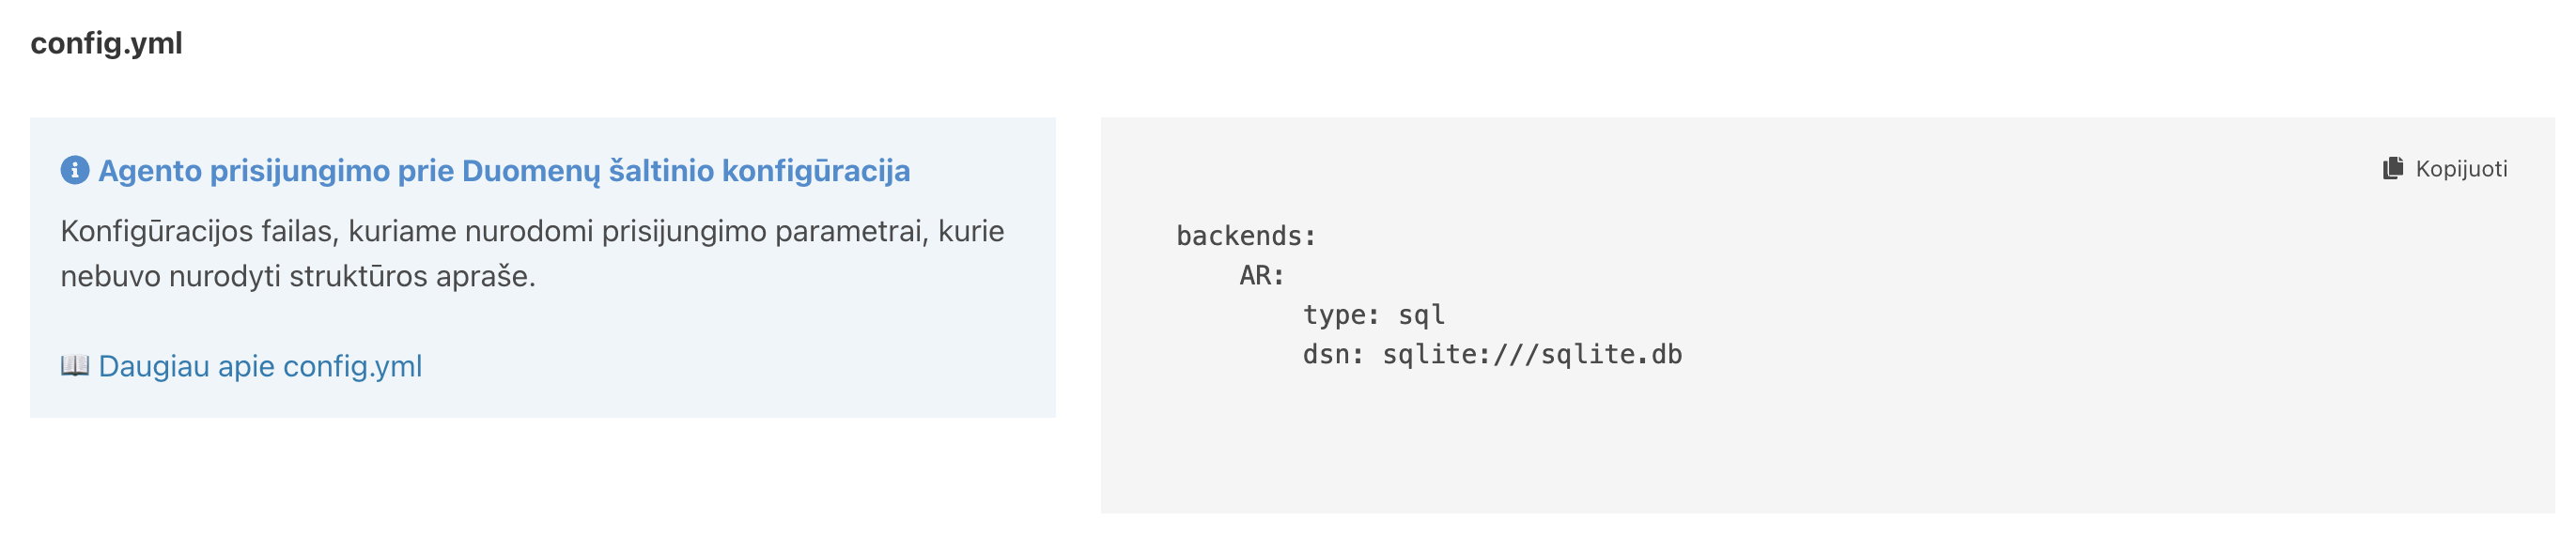 config.yml
Agento prisijungimo prie Duomenų šaltinio konfigūracija
Konfigūracijos failas, kuriame nurodomi prisijungimo parametrai, kurie
nebuvo nurodyti struktūros apraše.
Daugiau apie config.yml
Kopijuoti
backends:
    AR:
        type: sql
        dsn: sqlite:///sqlite.db